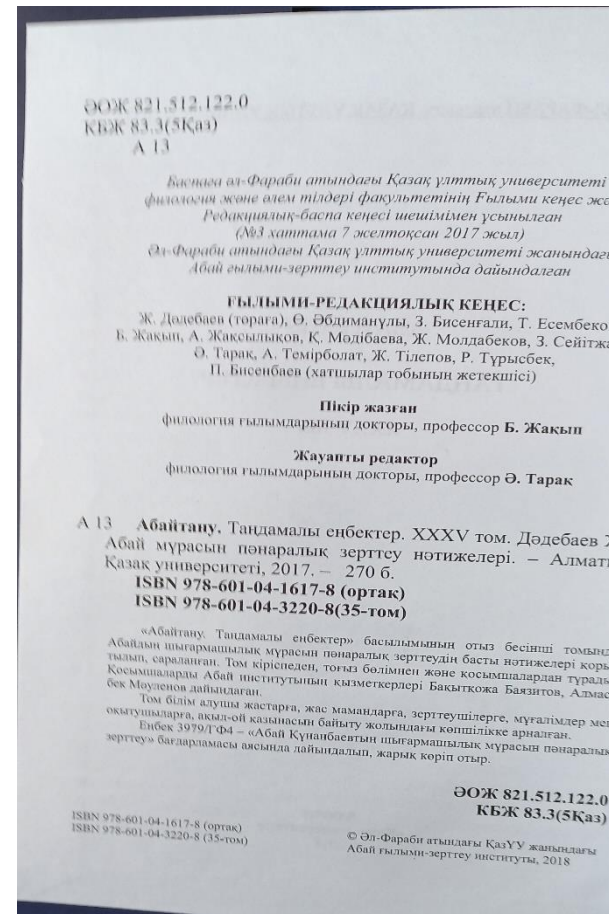 ӘОЖ 821.512.122.0
КБЖ 83.3(5Қаз)
А 13
Баспаға әл-Фараби атындағы Қазақ ұлттық университеті
филология және әлем тілдері факультетінің Ғылыми кеңес жә
Редакциялық-баспа кеңесі шешімімен ұсынылған
(№3 хаттама 7 желтоқсан 2017 жыл)
Әл-Фараби атындағы Қазақ ұлттық университеті жанындағ
Абай ғылыми-зерттеу институтында дайындалған
ҒЫЛЫМИ-РЕДАКЦИЯЛЫҚ КЕҢЕС:
Ж. Дәдебаев (төраға), Ө. Әбдиманұлы, З. Бисенғали, Т. Есембеко
Б. Жақып, А. Жақсылықов, Қ. Мәдібаева, Ж. Молдабеков, З. Сейітжа
Ә. Тарақ, А. Темірболат, Ж. Тілепов, Р. Тұрысбек,
П. Бисенбаев (хатшылар тобының жетекшісі)
Пікір жазған
филология ғылымдарының докторы, профессор Б. Жақып
Жауапты редактор
филология ғылымдарының докторы, профессор Ә. Тарақ
А 13 Абайтану. Таңдамалы еңбектер. XXXV том. Дәдебаев Ж
Абай мұрасын пәнаралық зерттеу нәтижелері. – Алмат
Қазақ университеті, 2017. – 270 б.
ISBN 978-601-04-1617-8 (ортақ)
ISBN 978-601-04-3220-8(35-том)
«Абайтану. Таңдамалы еңбектер» басылымының отыз бесінші томынд
Абайдың шығармашылық мұрасын пәнаралық зерттеудің басты нәтижелері қоры
тылып, сараланған. Том кіріспеден, тоғыз бөлімнен және қосымшалардан тұрады
Қосымшаларды Абай институтының қызметкерлері Бақытқожа Баязитов, Алмас
бек Мәуленов дайындаған.
Том білім алушы жастарға, жас мамандарға, зерттеушілерге, мұғалімдер мен
оқытушыларға, ақыл-ой қазынасын байыту жолындағы көпшілікке арналған.
Еңбек 3979/ГФ4 – «Абай Құнанбаевтың шығармашылық мұрасын пәнаралық
зерттеу» бағдарламасы аясында дайындалып, жарық көріп отыр.
ӘОЖ 821.512.122.0
КБЖ 83.3(5Қаз)
ISBN 978-601-04-1617-8 (ортақ)
ISBN 978-601-04-3220-8 (35-том)
© Әл-Фараби атындағы ҚазҰУ жанындағы
Абай ғылыми-зерттеу институты, 2018